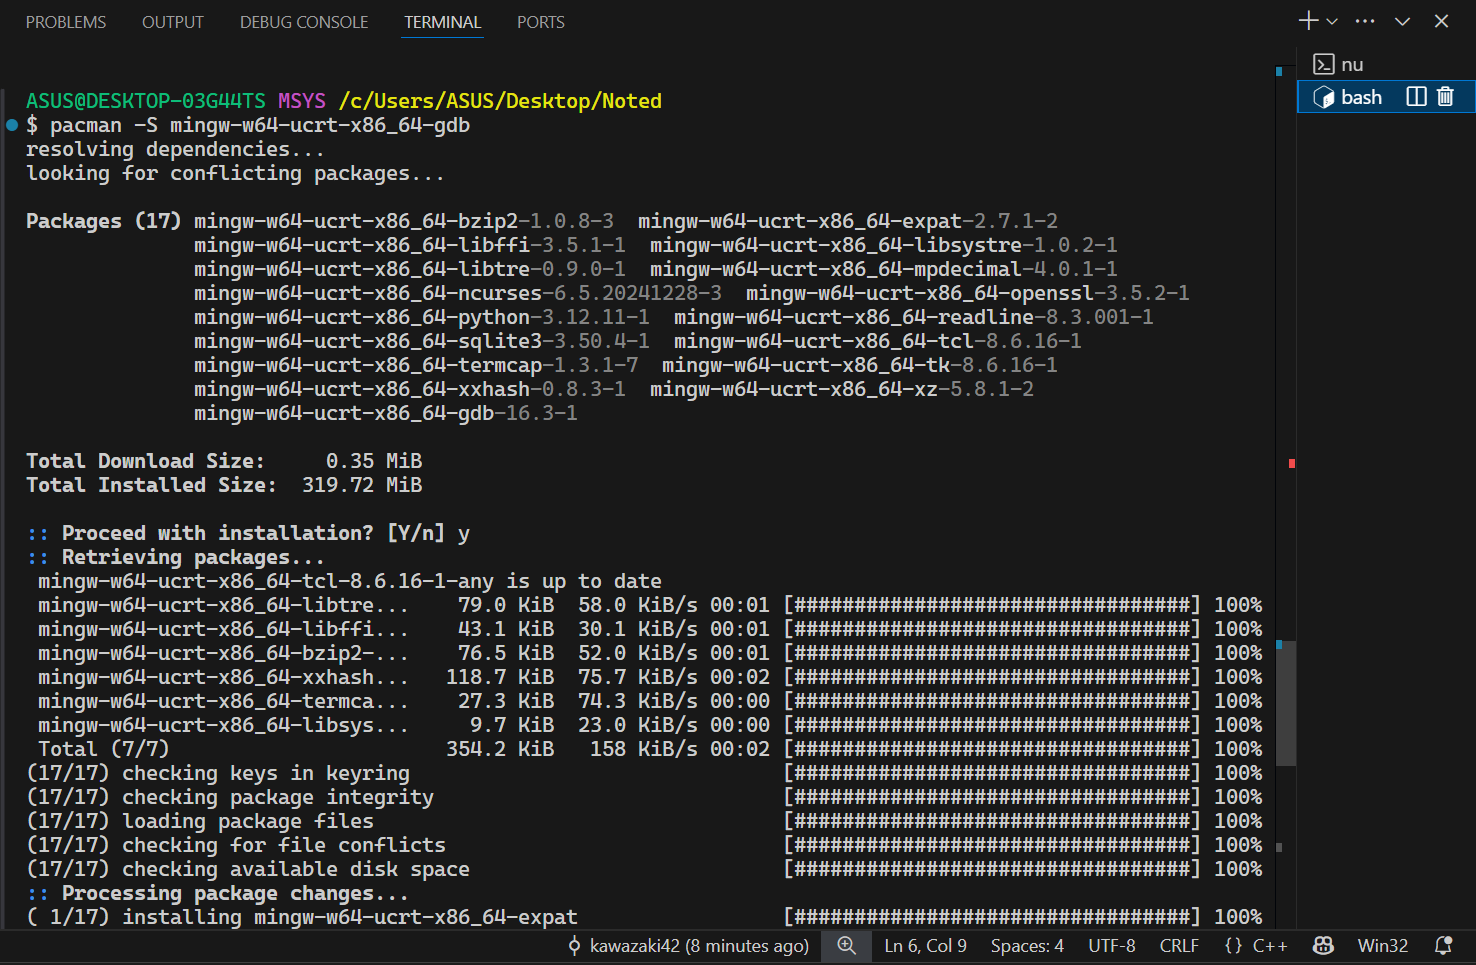 PROBLEMS OUTPUT DEBUG CONSOLE TERMINAL PORTS
nu
bash
ASUS@DESKTOP-03G44TS MSYS /c/Users/ASUS/Desktop/Noted
$ pacman -S mingw-w64-ucrt-x86_64-gdb
resolving dependencies...
looking for conflicting packages...
Packages (17) mingw-w64-ucrt-x86_64-bzip2-1.0.8-3  mingw-w64-ucrt-x86_64-expat-2.7.1-2
mingw-w64-ucrt-x86_64-libffi-3.5.1-1  mingw-w64-ucrt-x86_64-libsystre-1.0.2-1
mingw-w64-ucrt-x86_64-libtre-0.9.0-1  mingw-w64-ucrt-x86_64-mpdecimal-4.0.1-1
mingw-w64-ucrt-x86_64-ncurses-6.5.20241228-3  mingw-w64-ucrt-x86_64-openssl-3.5.2-1
mingw-w64-ucrt-x86_64-python-3.12.11-1  mingw-w64-ucrt-x86_64-readline-8.3.001-1
mingw-w64-ucrt-x86_64-sqlite3-3.50.4-1  mingw-w64-ucrt-x86_64-tcl-8.6.16-1
mingw-w64-ucrt-x86_64-termcap-1.3.1-7  mingw-w64-ucrt-x86_64-tk-8.6.16-1
mingw-w64-ucrt-x86_64-xxhash-0.8.3-1  mingw-w64-ucrt-x86_64-xz-5.8.1-2
mingw-w64-ucrt-x86_64-gdb-16.3-1
Total Download Size:     0.35 MiB
Total Installed Size:  319.72 MiB
:: Proceed with installation? [Y/n] y
:: Retrieving packages...
mingw-w64-ucrt-x86_64-tcl-8.6.16-1-any is up to date
mingw-w64-ucrt-x86_64-libtre...    79.0 KiB  58.0 KiB/s 00:01 [#################################] 100%
mingw-w64-ucrt-x86_64-libffi...    43.1 KiB  30.1 KiB/s 00:01 [#################################] 100%
mingw-w64-ucrt-x86_64-bzip2-...    76.5 KiB  52.0 KiB/s 00:01 [#################################] 100%
mingw-w64-ucrt-x86_64-xxhash...   118.7 KiB  75.7 KiB/s 00:02 [#################################] 100%
mingw-w64-ucrt-x86_64-termca...    27.3 KiB  74.3 KiB/s 00:00 [#################################] 100%
mingw-w64-ucrt-x86_64-libsys...     9.7 KiB  23.0 KiB/s 00:00 [#################################] 100%
Total (7/7)                       354.2 KiB   158 KiB/s 00:02 [#################################] 100%
(17/17) checking keys in keyring                               [#################################] 100%
(17/17) checking package integrity                             [#################################] 100%
(17/17) loading package files                                  [#################################] 100%
(17/17) checking for file conflicts                            [#################################] 100%
(17/17) checking available disk space                          [#################################] 100%
:: Processing package changes...
( 1/17) installing mingw-w64-ucrt-x86_64-expat                 [#################################] 100%
kawazaki42 (8 minutes ago) Ln 6, Col 9 Spaces: 4 UTF-8 CRLF {} C++ Win32